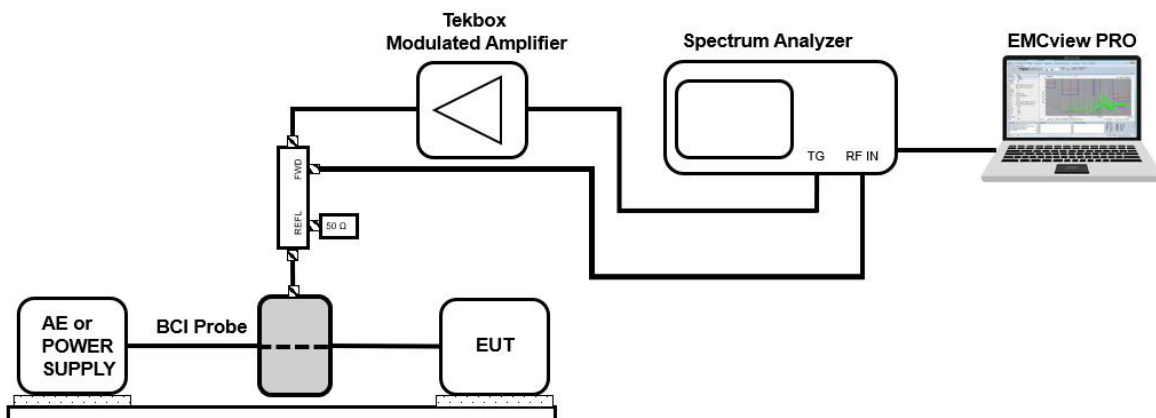 Tekbox
Modulated Amplifier
Spectrum Analyzer
EMCview PRO
TG
RF IN
FWD
REFL
50 Ω
AE or
POWER
SUPPLY
BCI Probe
EUT